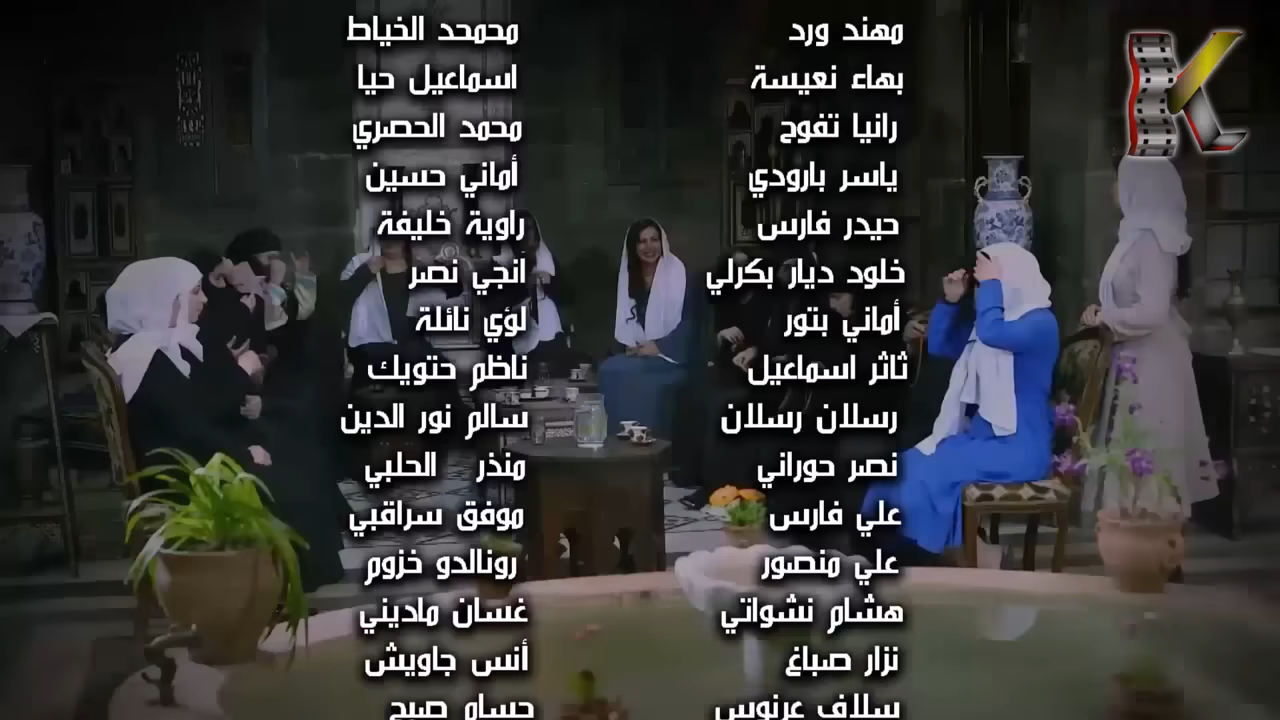 مهند ورد
بهاء نعيسة
رانيا تفوح
ياسر بارودي
حيدر فارس
خلود ديار بكرلي
أماني بتور
ثائر اسماعيل
رسلان رسلان
نصر حوراني
علي فارس
علي منصور
هشام نشواتي
نزار صباغ
سلاف عرنوس
محمحد الخياط
اسماعيل حيا
محمد الحصري
أماني حسين
راوية خليفة
أنجي نصر
لؤي نائلة
ناظم حتويك
سالم نور الدين
منذر الحلبي
موفق سراقبي
رونالدو خزوم
غسان ماديني
أنس جاويش
حسام صبح
K